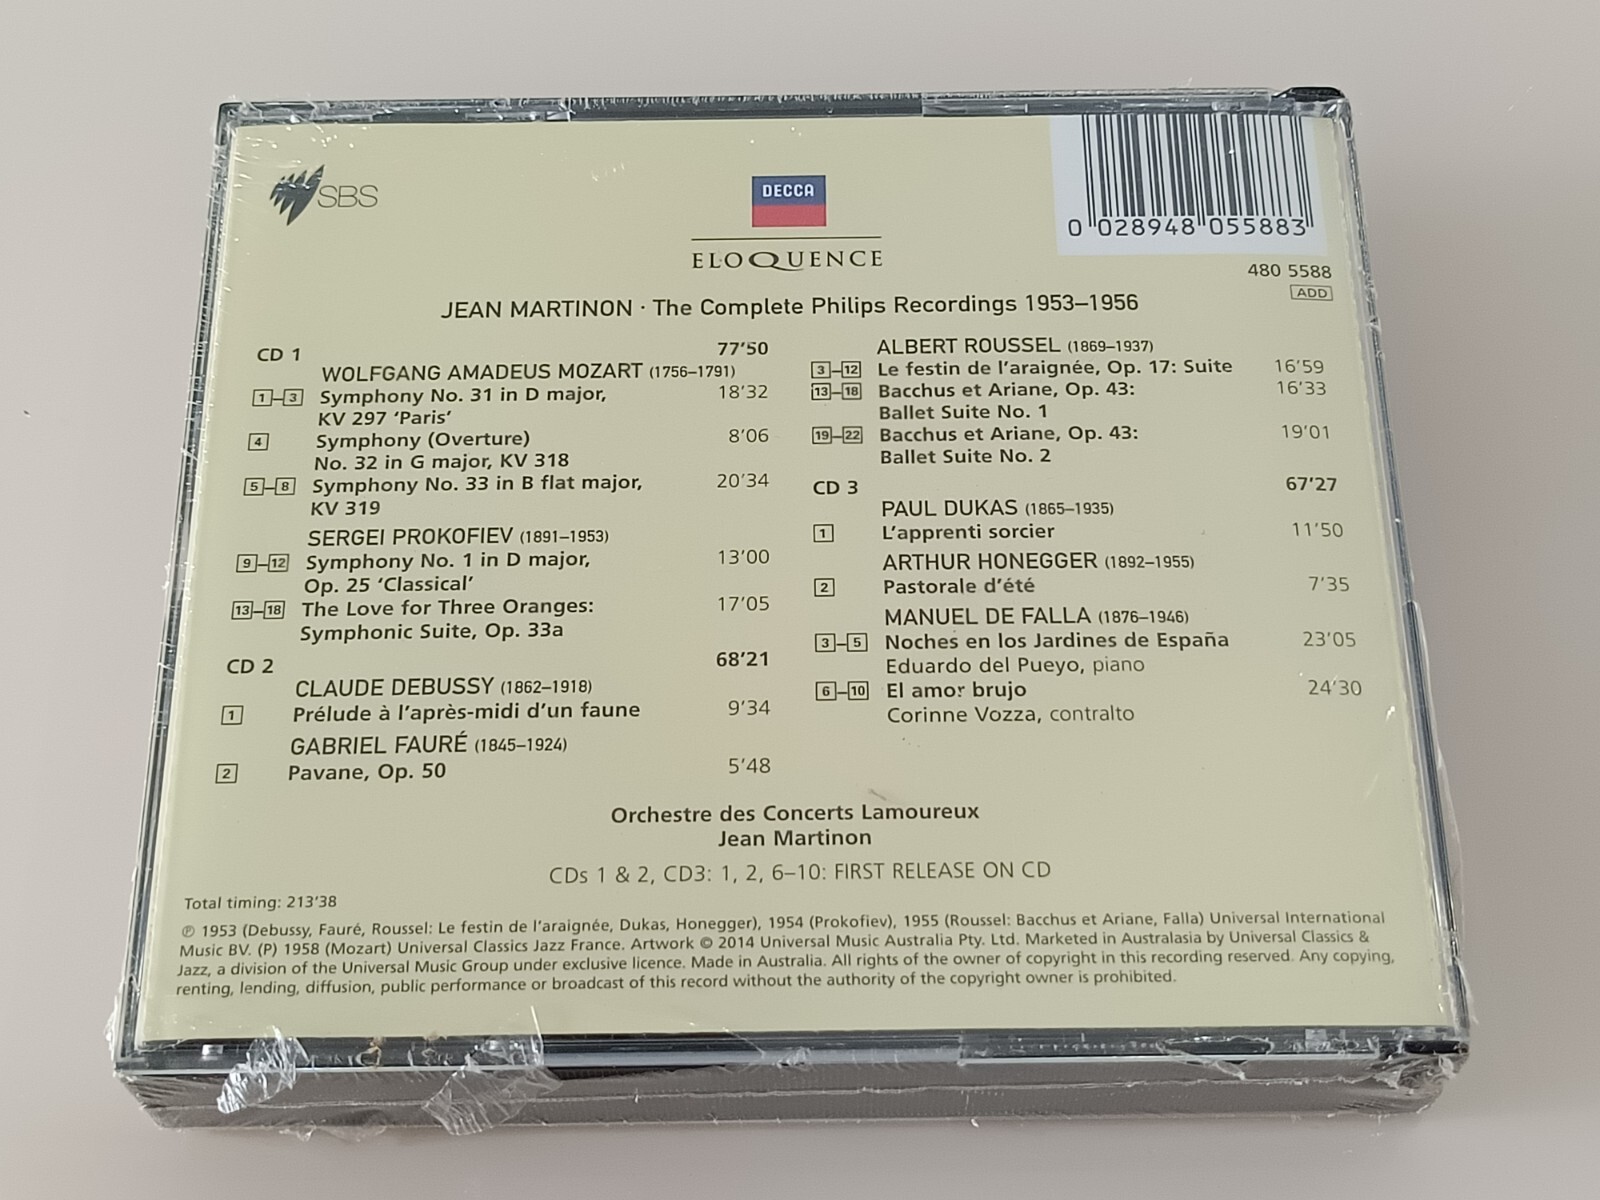 SBS
DECCA
ELOQUENCE
0 028948 055883
480 5588
ADD
JEAN MARTINON · The Complete Philips Recordings 1953–1956
CD 1 77'50
WOLFGANG AMADEUS MOZART (1756–1791)
1–3 Symphony No. 31 in D major, 18'32
KV 297 ‘Paris’
4 Symphony (Overture) 8'06
No. 32 in G major, KV 318
5–8 Symphony No. 33 in B flat major, 20'34
KV 319
SERGEI PROKOFIEV (1891–1953)
9–12 Symphony No. 1 in D major, 13'00
Op. 25 ‘Classical’
13–18 The Love for Three Oranges: 17'05
Symphonic Suite, Op. 33a
CD 2 68'21
CLAUDE DEBUSSY (1862–1918)
1 Prélude à l'après-midi d'un faune 9'34
GABRIEL FAURÉ (1845–1924)
2 Pavane, Op. 50 5'48
ALBERT ROUSSEL (1869–1937)
3–12 Le festin de l'araignée, Op. 17: Suite 16'59
13–18 Bacchus et Ariane, Op. 43: 16'33
Ballet Suite No. 1
19–22 Bacchus et Ariane, Op. 43: 19'01
Ballet Suite No. 2
CD 3 67'27
PAUL DUKAS (1865–1935)
1 L'apprenti sorcier 11'50
ARTHUR HONEGGER (1892–1955)
2 Pastorale d'été 7'35
MANUEL DE FALLA (1876–1946)
3–5 Noches en los Jardines de España 23'05
Eduardo del Pueyo, piano
6–10 El amor brujo 24'30
Corinne Vozza, contralto
Orchestre des Concerts Lamoureux
Jean Martinon
CDs 1 & 2, CD3: 1, 2, 6–10: FIRST RELEASE ON CD
Total timing: 213'38
℗ 1953 (Debussy, Fauré, Roussel: Le festin de l'araignée, Dukas, Honegger), 1954 (Prokofiev), 1955 (Roussel: Bacchus et Ariane, Falla) Universal International
Music BV. (P) 1958 (Mozart) Universal Classics Jazz France. Artwork © 2014 Universal Music Australia Pty. Ltd. Marketed in Australasia by Universal Classics &
Jazz, a division of the Universal Music Group under exclusive licence. Made in Australia. All rights of the owner of copyright in this recording reserved. Any copying,
renting, lending, diffusion, public performance or broadcast of this record without the authority of the copyright owner is prohibited.